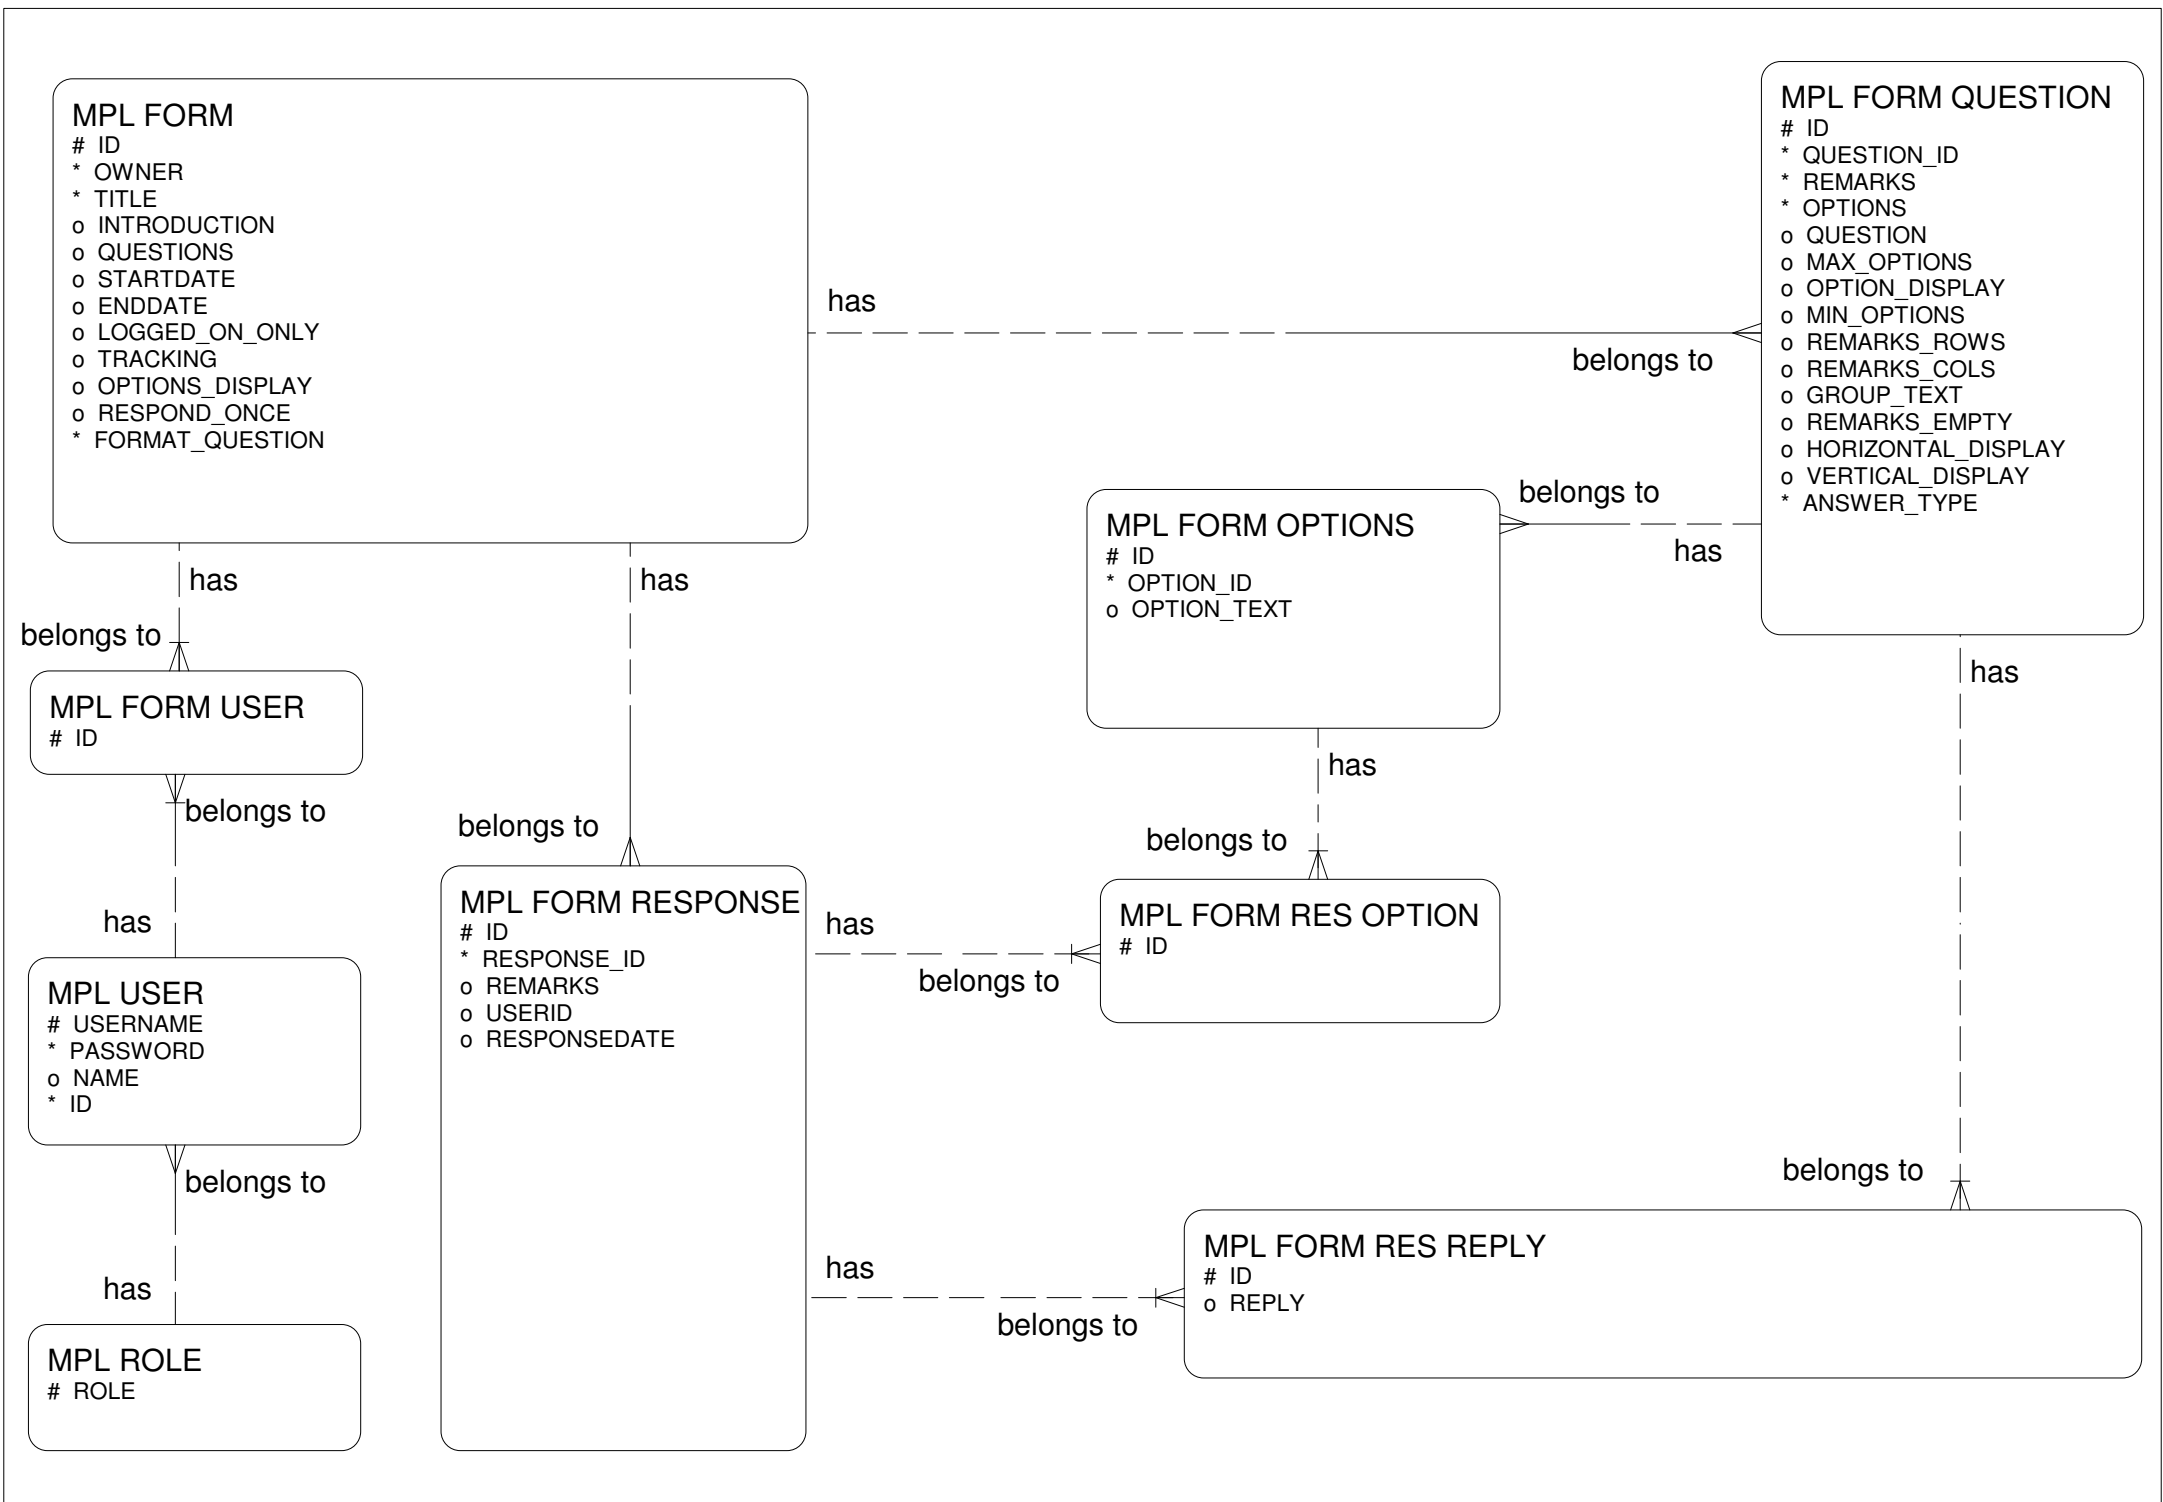 MPL FORM
# ID
* OWNER
* TITLE
o INTRODUCTION
o QUESTIONS
o STARTDATE
o ENDDATE
o LOGGED_ON_ONLY
o TRACKING
o OPTIONS_DISPLAY
o RESPOND_ONCE
* FORMAT_QUESTION
has
belongs to
MPL FORM QUESTION
# ID
* QUESTION_ID
* REMARKS
* OPTIONS
o QUESTION
o MAX_OPTIONS
o OPTION_DISPLAY
o MIN_OPTIONS
o REMARKS_ROWS
o REMARKS_COLS
o GROUP_TEXT
o REMARKS_EMPTY
o HORIZONTAL_DISPLAY
o VERTICAL_DISPLAY
* ANSWER_TYPE
belongs to
has
MPL FORM OPTIONS
# ID
* OPTION_ID
o OPTION_TEXT
has
belongs to
has
belongs to
has
belongs to
has
belongs to
MPL FORM USER
# ID
belongs to
has
MPL USER
# USERNAME
* PASSWORD
o NAME
* ID
belongs to
has
MPL ROLE
# ROLE
MPL FORM RESPONSE
# ID
* RESPONSE_ID
o REMARKS
o USERID
o RESPONSEDATE
has
belongs to
MPL FORM RES OPTION
# ID
has
belongs to
MPL FORM RES REPLY
# ID
o REPLY